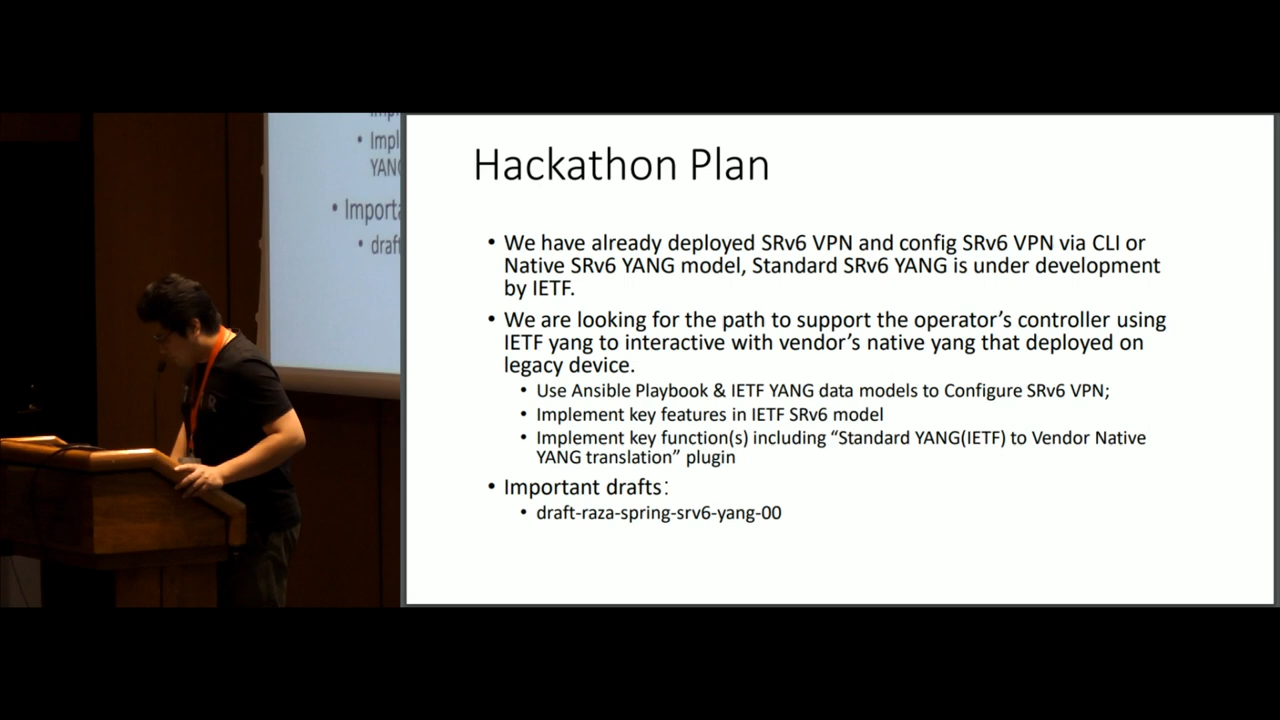 Impl
YANG
• Importa
• draft
Hackathon Plan
• We have already deployed SRv6 VPN and config SRv6 VPN via CLI or
Native SRv6 YANG model, Standard SRv6 YANG is under development
by IETF.
• We are looking for the path to support the operator’s controller using
IETF yang to interactive with vendor’s native yang that deployed on
legacy device.
• Use Ansible Playbook & IETF YANG data models to Configure SRv6 VPN;
• Implement key features in IETF SRv6 model
• Implement key function(s) including “Standard YANG(IETF) to Vendor Native
YANG translation” plugin
• Important drafts：
• draft-raza-spring-srv6-yang-00